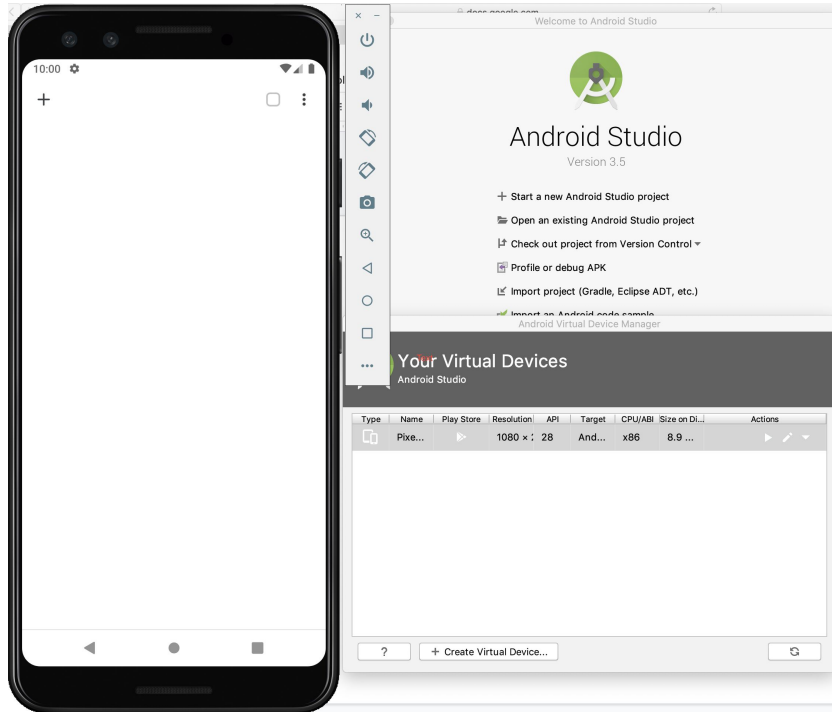 docs.google.com
Welcome to Android Studio
10:00
Android Studio
Version 3.5
+ Start a new Android Studio project
Open an existing Android Studio project
Check out project from Version Control
Profile or debug APK
Import project (Gradle, Eclipse ADT, etc.)
Import an Android code sample
Android Virtual Device Manager
Your Virtual Devices
Android Studio
Type Name Play Store Resolution API Target CPU/ABI Size on Di... Actions
Pixe... 1080 × 28 And... x86 8.9 ...
? + Create Virtual Device...